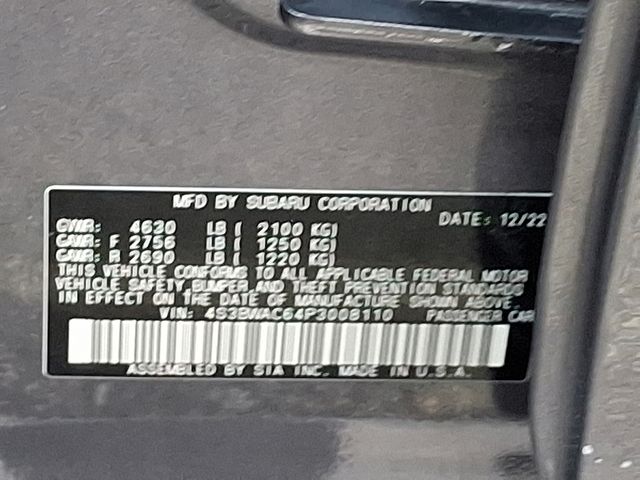 MFD BY SUBARU CORPORATION
DATE: 12/22
GVWR: 4630 LB ( 2100 KG)
GAWR: F 2756 LB ( 1250 KG)
GAWR: R 2690 LB ( 1220 KG)
THIS VEHICLE CONFORMS TO ALL APPLICABLE FEDERAL MOTOR
VEHICLE SAFETY,BUMPER,AND THEFT PREVENTION STANDARDS
IN EFFECT ON THE DATE OF MANUFACTURE SHOWN ABOVE.
VIN: 4S3BWAC64P3008110 PASSENGER CAR
ASSEMBLED BY SIA INC. MADE IN U.S.A.